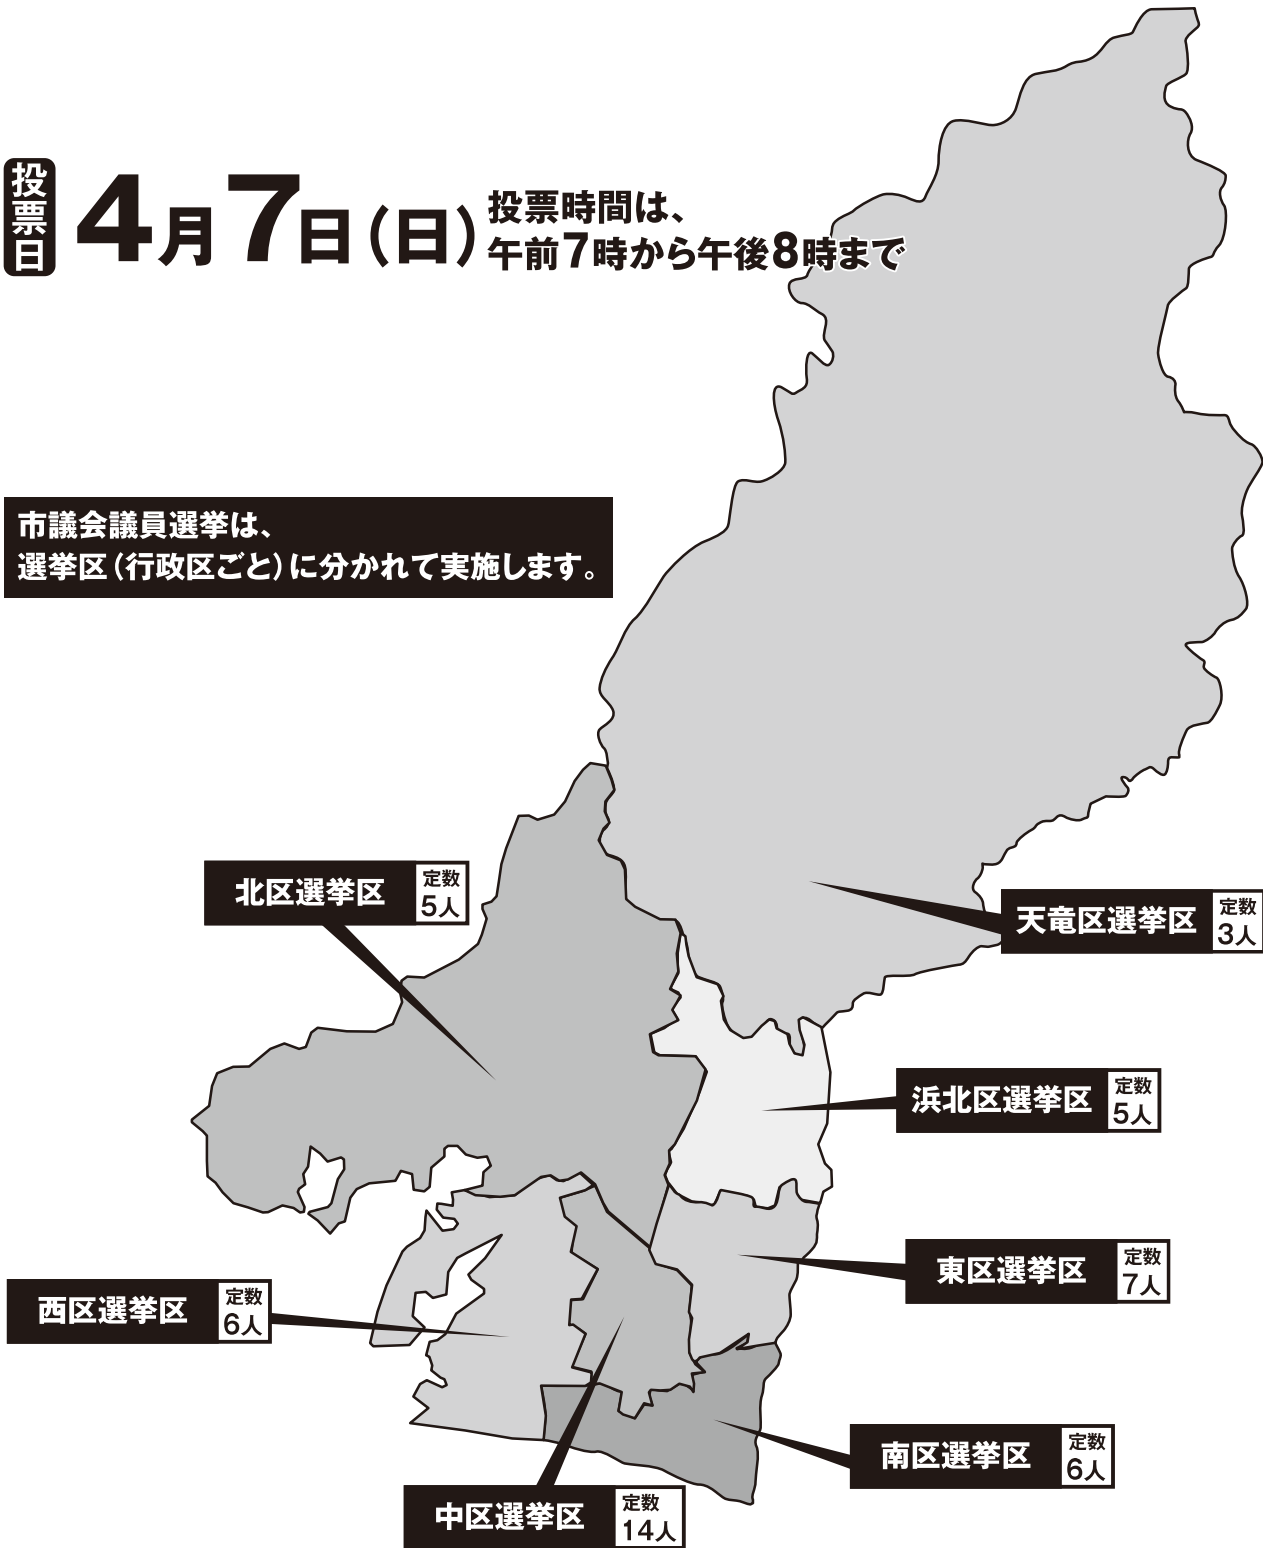 投票日
4月7日(日)
投票時間は、
午前7時から午後8時まで
市議会議員選挙は、
選挙区(行政区ごと)に分かれて実施します。
北区選挙区
定数
5人
天竜区選挙区
定数
3人
浜北区選挙区
定数
5人
東区選挙区
定数
7人
西区選挙区
定数
6人
南区選挙区
定数
6人
中区選挙区
定数
14人